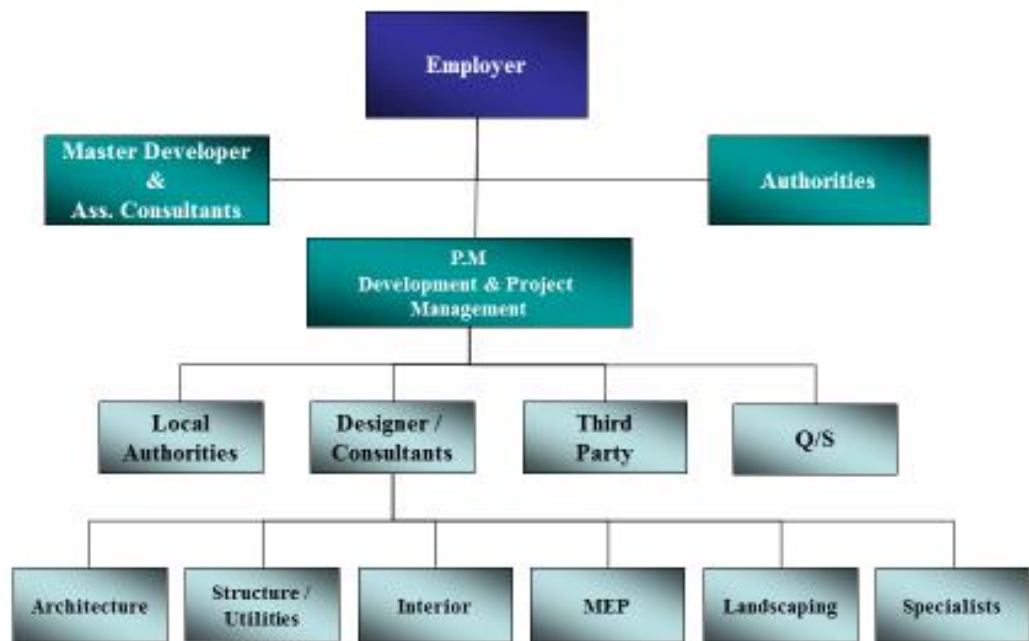 Employer
Master Developer
&
Ass. Consultants
Authorities
P.M
Development & Project
Management
Local
Authorities
Designer /
Consultants
Third
Party
Q/S
Architecture
Structure /
Utilities
Interior
MEP
Landscaping
Specialists